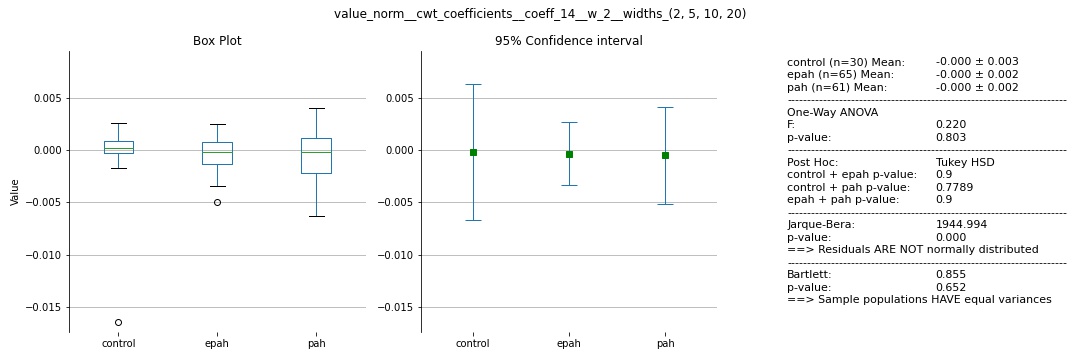 value_norm__cwt_coefficients__coeff_14__w_2__widths_(2, 5, 10, 20)
Box Plot
Value
0.005
0.000
−0.005
−0.010
−0.015
control
epah
pah
95% Confidence interval
0.005
0.000
−0.005
−0.010
−0.015
control
epah
pah
control (n=30) Mean: -0.000 ± 0.003
epah (n=65) Mean: -0.000 ± 0.002
pah (n=61) Mean: -0.000 ± 0.002
One-Way ANOVA
F: 0.220
p-value: 0.803
Post Hoc: Tukey HSD
control + epah p-value: 0.9
control + pah p-value: 0.7789
epah + pah p-value: 0.9
Jarque-Bera: 1944.994
p-value: 0.000
==> Residuals ARE NOT normally distributed
Bartlett: 0.855
p-value: 0.652
==> Sample populations HAVE equal variances